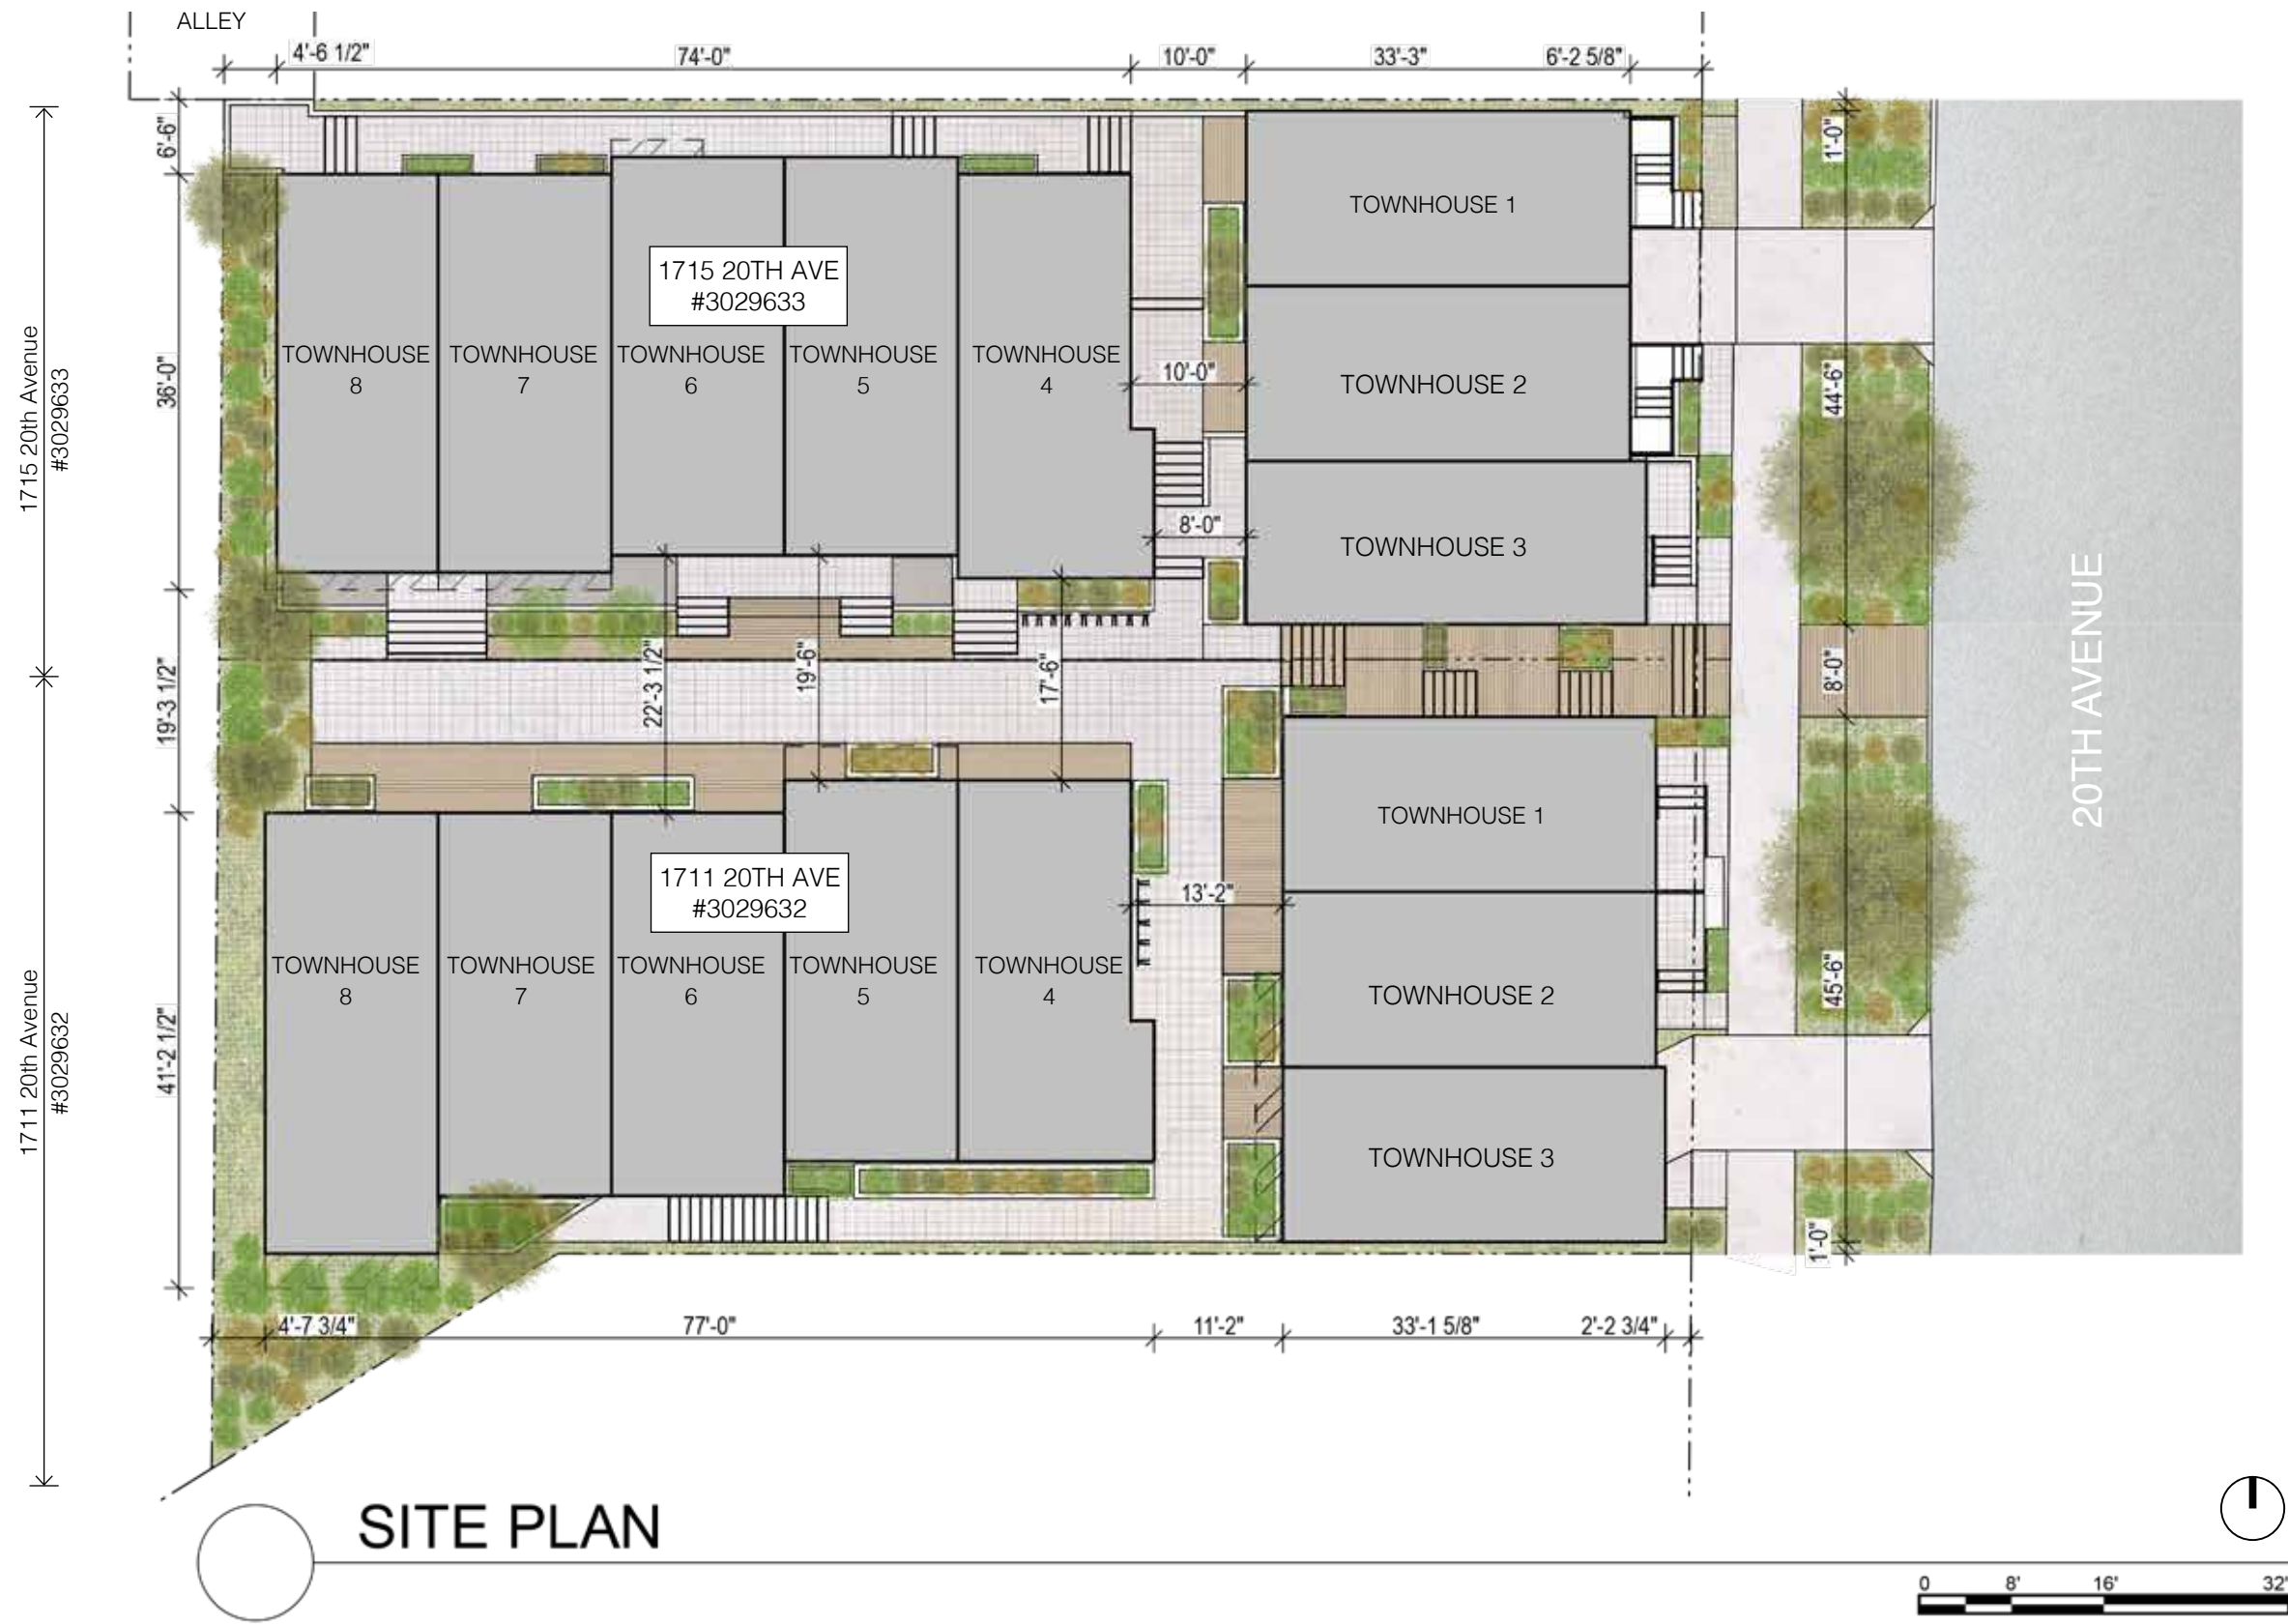 ALLEY
4'-6 1/2"
74'-0"
10'-0"
33'-3"
6'-2 5/8"
6'-6"
1'-0"
1715 20th Avenue
#3029633
36'-0"
TOWNHOUSE 1
1715 20TH AVE
#3029633
TOWNHOUSE
8
TOWNHOUSE
7
TOWNHOUSE
6
TOWNHOUSE
5
TOWNHOUSE
4
10'-0"
TOWNHOUSE 2
44'-6"
8'-0"
TOWNHOUSE 3
20TH AVENUE
19'-3 1/2"
22'-3 1/2"
19'-6"
17'-6"
8'-0"
1711 20th Avenue
#3029632
41'-2 1/2"
TOWNHOUSE 1
1711 20TH AVE
#3029632
13'-2"
TOWNHOUSE
8
TOWNHOUSE
7
TOWNHOUSE
6
TOWNHOUSE
5
TOWNHOUSE
4
TOWNHOUSE 2
45'-6"
TOWNHOUSE 3
1'-0"
4'-7 3/4"
77'-0"
11'-2"
33'-1 5/8"
2'-2 3/4"
SITE PLAN
0 8' 16' 32'